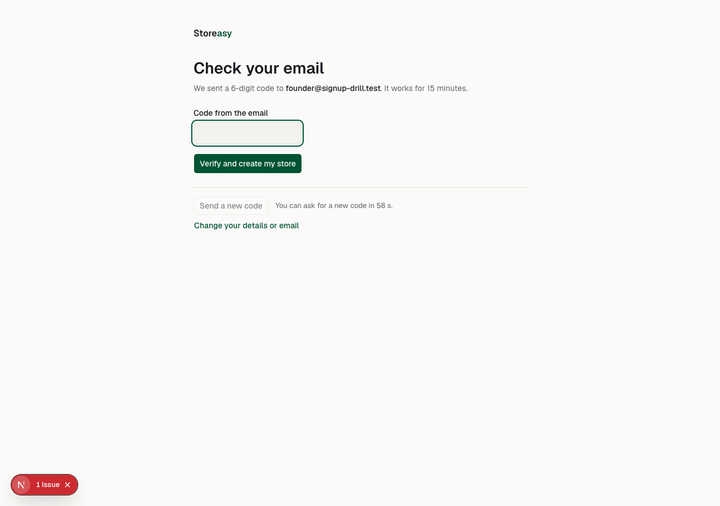 Storeasy
Check your email
We sent a 6-digit code to founder@signup-drill.test. It works for 15 minutes.
Code from the email
Verify and create my store
Send a new code
You can ask for a new code in 58 s.
Change your details or email
N
1 Issue